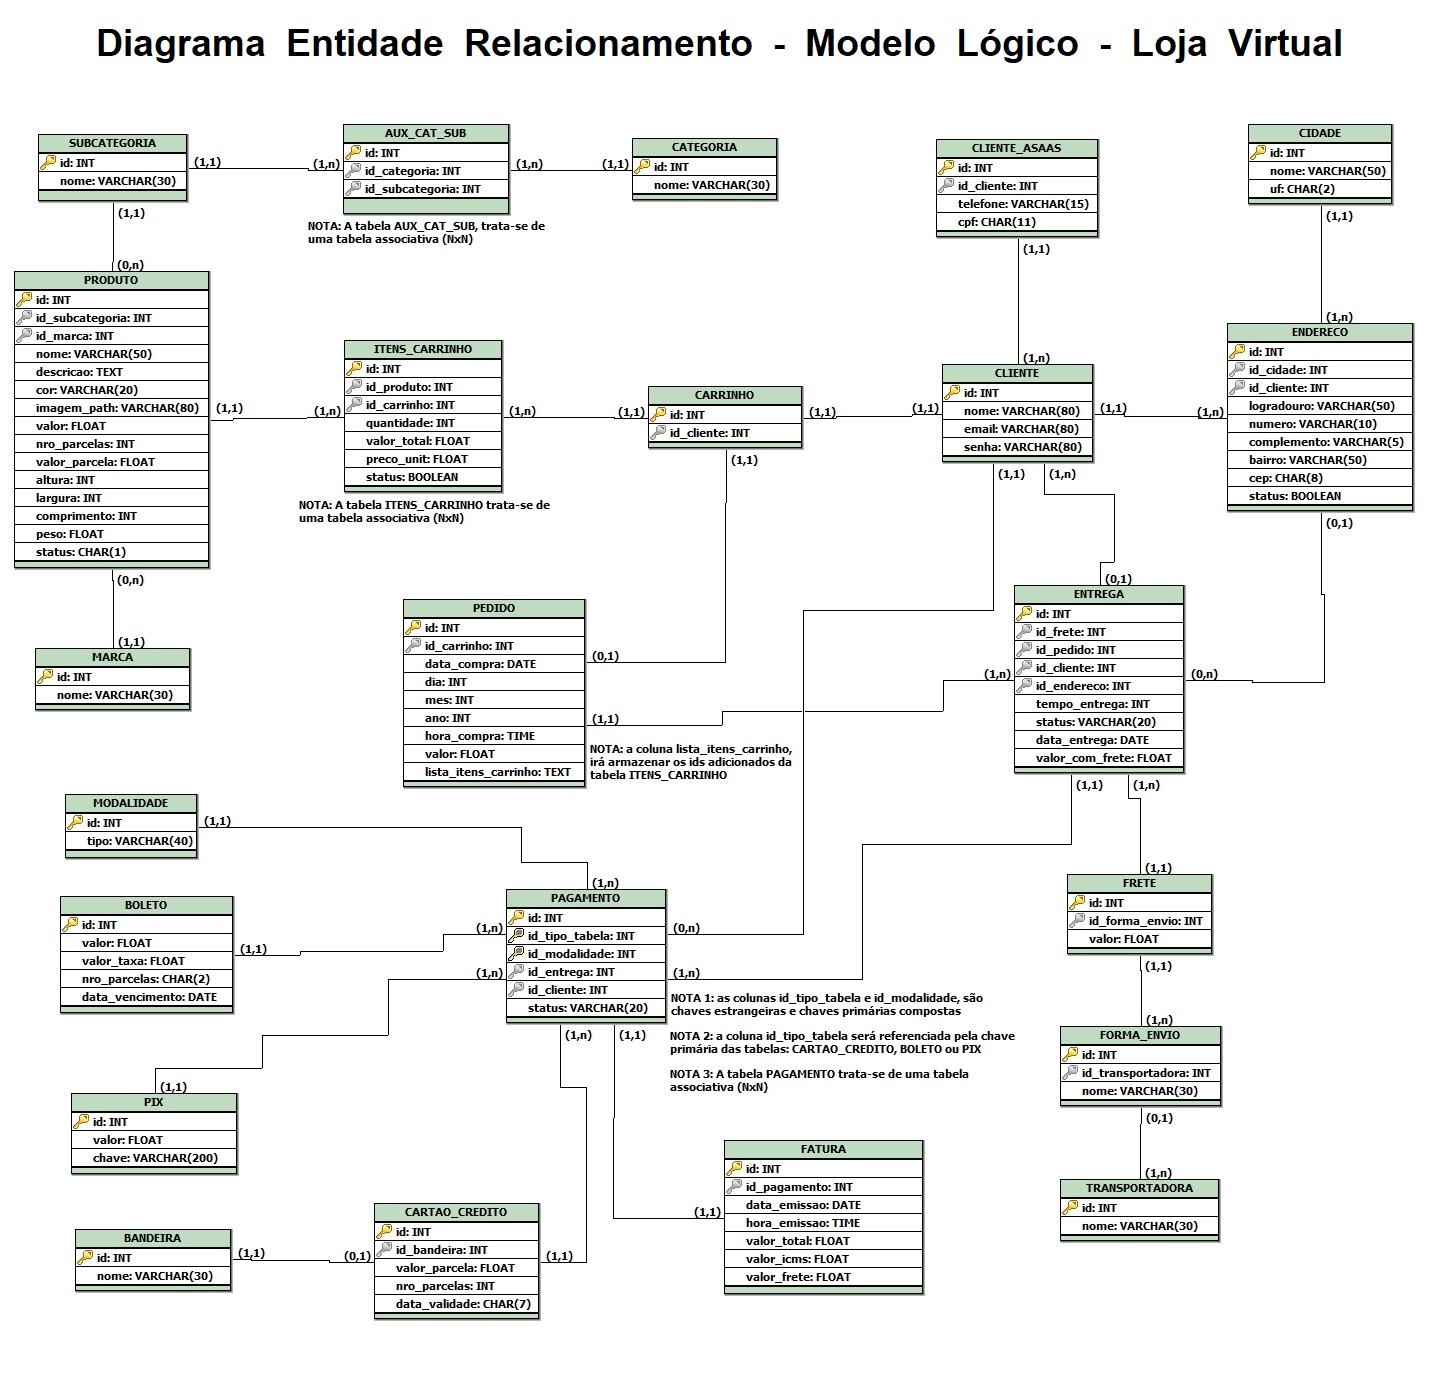 Diagrama Entidade Relacionamento - Modelo Lógico - Loja Virtual
SUBCATEGORIA
id: INT
nome: VARCHAR(30)
(1,1)
(1,n)
AUX_CAT_SUB
id: INT
id_categoria: INT
id_subcategoria: INT
(1,n)
(1,1)
CATEGORIA
id: INT
nome: VARCHAR(30)
NOTA: A tabela AUX_CAT_SUB, trata-se de
uma tabela associativa (NxN)
CLIENTE_ASAAS
id: INT
id_cliente: INT
telefone: VARCHAR(15)
cpf: CHAR(11)
(1,1)
(1,n)
CIDADE
id: INT
nome: VARCHAR(50)
uf: CHAR(2)
(1,1)
(1,n)
(1,1)
(0,n)
PRODUTO
id: INT
id_subcategoria: INT
id_marca: INT
nome: VARCHAR(50)
descricao: TEXT
cor: VARCHAR(20)
imagem_path: VARCHAR(80)
valor: FLOAT
nro_parcelas: INT
valor_parcela: FLOAT
altura: INT
largura: INT
comprimento: INT
peso: FLOAT
status: CHAR(1)
(1,1)
(1,n)
ITENS_CARRINHO
id: INT
id_produto: INT
id_carrinho: INT
quantidade: INT
valor_total: FLOAT
preco_unit: FLOAT
status: BOOLEAN
NOTA: A tabela ITENS_CARRINHO trata-se de
uma tabela associativa (NxN)
(1,n)
(1,1)
CARRINHO
id: INT
id_cliente: INT
(1,1)
(1,1)
CLIENTE
id: INT
nome: VARCHAR(80)
email: VARCHAR(80)
senha: VARCHAR(80)
(1,1)
(1,n)
ENDERECO
id: INT
id_cidade: INT
id_cliente: INT
logradouro: VARCHAR(50)
numero: VARCHAR(10)
complemento: VARCHAR(5)
bairro: VARCHAR(50)
cep: CHAR(8)
status: BOOLEAN
(1,1)
(1,1)
(1,n)
(0,1)
(0,n)
(1,1)
MARCA
id: INT
nome: VARCHAR(30)
PEDIDO
id: INT
id_carrinho: INT
data_compra: DATE
dia: INT
mes: INT
ano: INT
hora_compra: TIME
valor: FLOAT
lista_itens_carrinho: TEXT
(0,1)
(1,1)
NOTA: a coluna lista_itens_carrinho,
irá armazenar os ids adicionados da
tabela ITENS_CARRINHO
(0,1)
ENTREGA
id: INT
id_frete: INT
id_pedido: INT
id_cliente: INT
id_endereco: INT
tempo_entrega: INT
status: VARCHAR(20)
data_entrega: DATE
valor_com_frete: FLOAT
(1,n)
(0,n)
(1,1)
(1,n)
MODALIDADE
id: INT
tipo: VARCHAR(40)
(1,1)
(1,n)
BOLETO
id: INT
valor: FLOAT
valor_taxa: FLOAT
nro_parcelas: CHAR(2)
data_vencimento: DATE
(1,1)
(1,n)
(1,n)
PAGAMENTO
id: INT
id_tipo_tabela: INT
id_modalidade: INT
id_entrega: INT
id_cliente: INT
status: VARCHAR(20)
(0,n)
(1,n)
NOTA 1: as colunas id_tipo_tabela e id_modalidade, são
chaves estrangeiras e chaves primárias compostas
NOTA 2: a coluna id_tipo_tabela será referenciada pela chave
primária das tabelas: CARTAO_CREDITO, BOLETO ou PIX
NOTA 3: A tabela PAGAMENTO trata-se de uma tabela
associativa (NxN)
(1,n)
(1,1)
(1,1)
FRETE
id: INT
id_forma_envio: INT
valor: FLOAT
(1,1)
(1,n)
FORMA_ENVIO
id: INT
id_transportadora: INT
nome: VARCHAR(30)
(0,1)
(1,n)
TRANSPORTADORA
id: INT
nome: VARCHAR(30)
(1,1)
PIX
id: INT
valor: FLOAT
chave: VARCHAR(200)
BANDEIRA
id: INT
nome: VARCHAR(30)
(1,1)
(0,1)
CARTAO_CREDITO
id: INT
id_bandeira: INT
valor_parcela: FLOAT
nro_parcelas: INT
data_validade: CHAR(7)
(1,1)
(1,1)
FATURA
id: INT
id_pagamento: INT
data_emissao: DATE
hora_emissao: TIME
valor_total: FLOAT
valor_icms: FLOAT
valor_frete: FLOAT